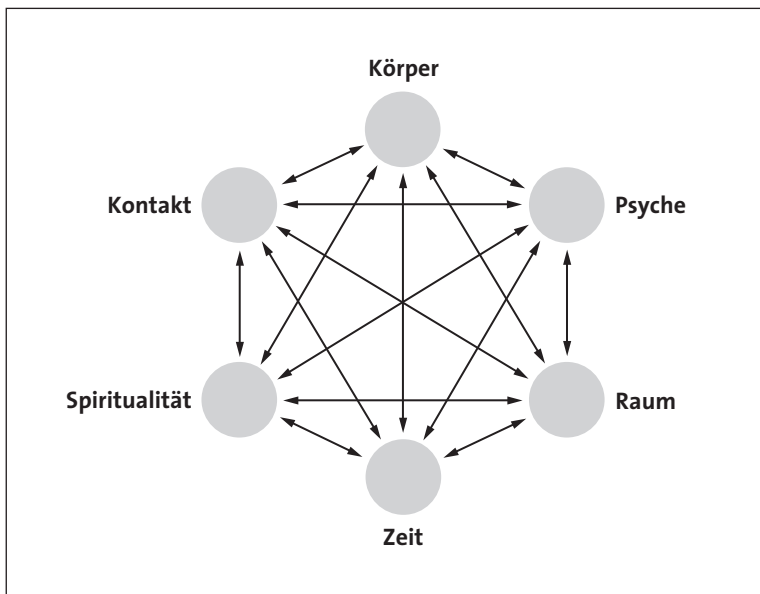 Körper
Kontakt
Psyche
Spiritualität
Raum
Zeit